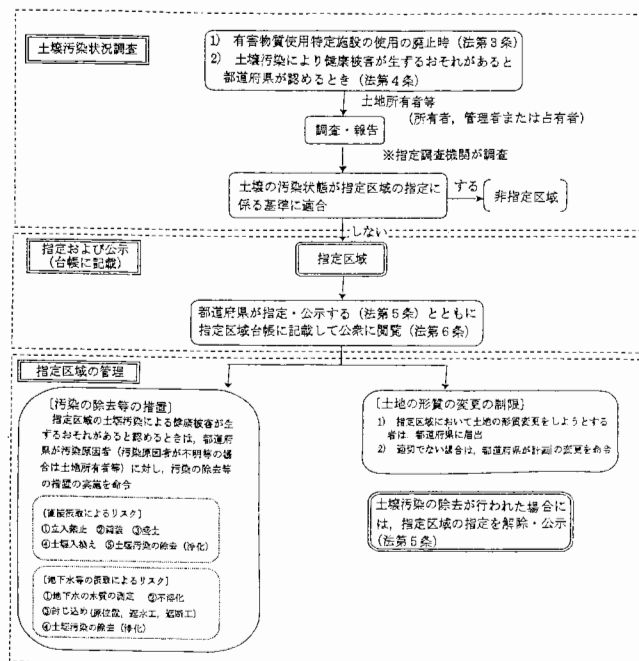 土壌汚染状況調査
1) 有害物質使用特定施設の使用の廃止時（法第3条）
2) 土壌汚染により健康被害が生ずるおそれがあると
都道府県が認めるとき（法第4条）
土地所有者等
（所有者，管理者または占有者）
調査・報告
※指定調査機関が調査
土壌の汚染状態が指定区域の指定に
係る基準に適合
する
非指定区域
しない
指定および公示
（台帳に記載）
指定区域
都道府県が指定・公示する（法第5条）とともに
指定区域台帳に記載して公衆に閲覧（法第6条）
指定区域の管理
［汚染の除去等の措置］
指定区域の土壌汚染による健康被害が生
ずるおそれがあると認めるときは，都道府
県が汚染原因者（汚染原因者が不明等の場
合は土地所有者等）に対し，汚染の除去等
の措置の実施を命令
［直接摂取によるリスク］
①立入禁止 ②舗装 ③盛土
④土壌入換え ⑤土壌汚染の除去（浄化）
［地下水等の摂取によるリスク］
①地下水の水質の測定 ②不溶化
③封じ込め（原位置，遮水工，遮断工）
④土壌汚染の除去（浄化）
［土地の形質の変更の制限］
1) 指定区域において土地の形質変更をしようとする
者は，都道府県に届出
2) 適切でない場合は，都道府県が計画の変更を命令
土壌汚染の除去が行われた場合に
は，指定区域の指定を解除・公示
（法第5条）